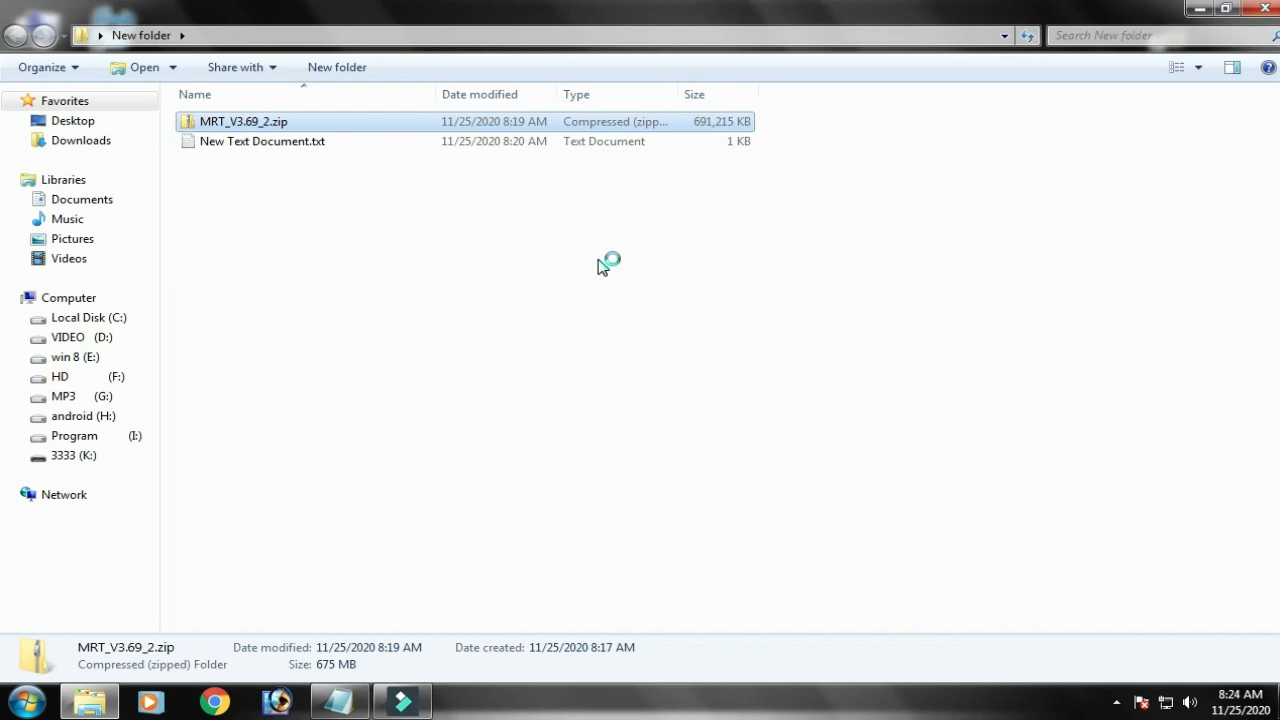 New folder
Search New folder
Organize Open Share with New folder
Name Date modified Type Size
MRT_V3.69_2.zip 11/25/2020 8:19 AM Compressed (zipp... 691,215 KB
New Text Document.txt 11/25/2020 8:20 AM Text Document 1 KB
Favorites
Desktop
Downloads
Libraries
Documents
Music
Pictures
Videos
Computer
Local Disk (C:)
VIDEO (D:)
win 8 (E:)
HD (F:)
MP3 (G:)
android (H:)
Program (I:)
3333 (K:)
Network
MRT_V3.69_2.zip Date modified: 11/25/2020 8:19 AM Date created: 11/25/2020 8:17 AM
Compressed (zipped) Folder Size: 675 MB
8:24 AM
11/25/2020